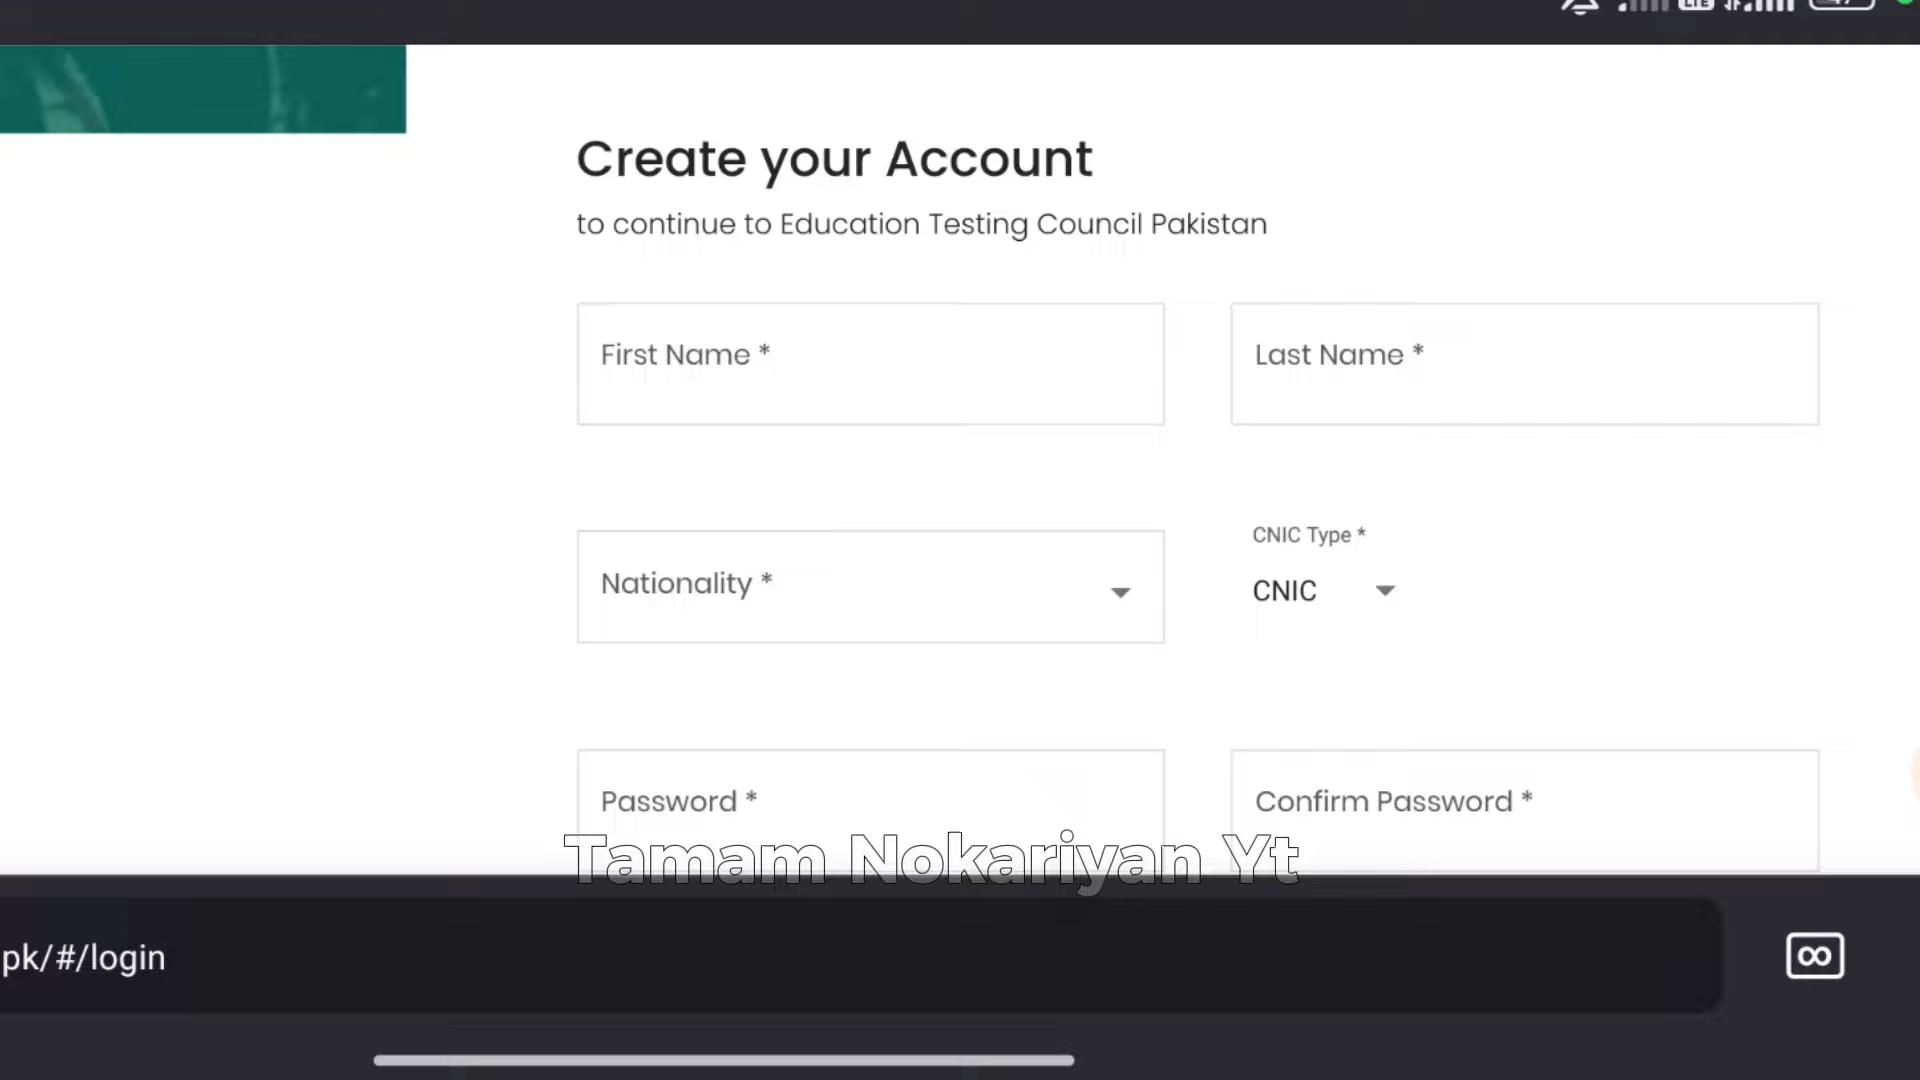 LTE
Create your Account
to continue to Education Testing Council Pakistan
First Name *
Last Name *
CNIC Type *
Nationality *
CNIC
Password *
Confirm Password *
Tamam Nokariyan Yt
pk/#/login